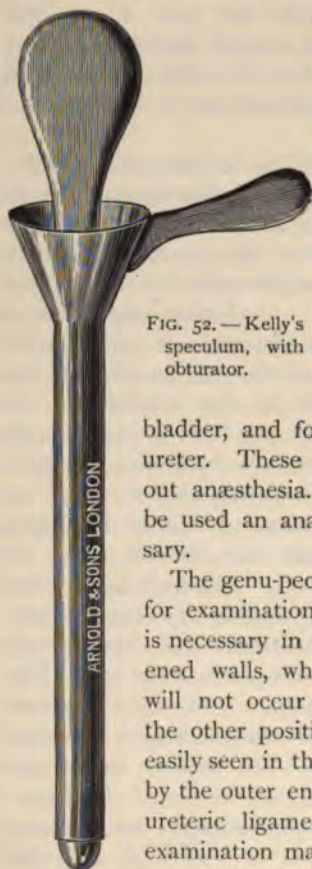 ARNOLD & SONS LONDON
FIG. 52. — Kelly's
speculum, with
obturator.
bladder, and fo
ureter. These
out anæsthesia.
be used an ana
sary.
The genu-pec
for examination
is necessary in
ened walls, wh
will not occur
the other positi
easily seen in th
by the outer en
ureteric ligame
examination ma